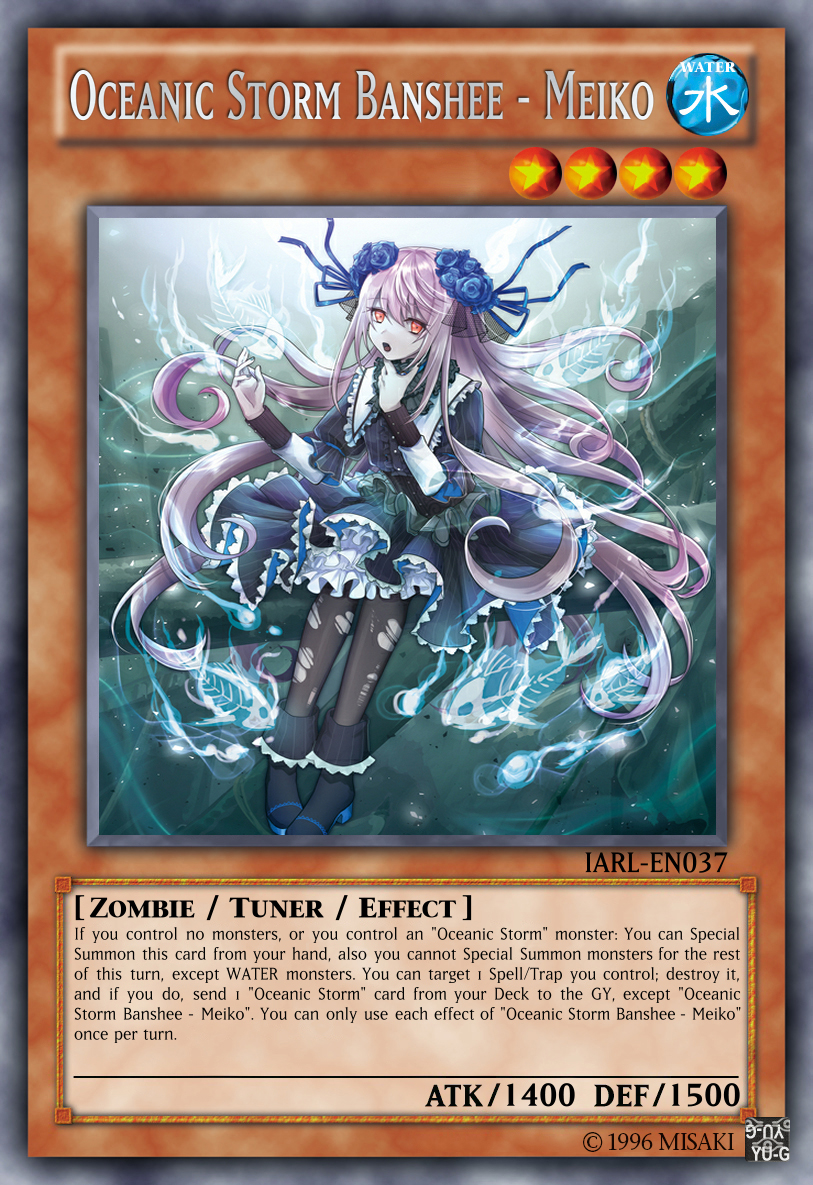 OCEANIC STORM BANSHEE - MEIKO
WATER
水
IARL-EN037
[ ZOMBIE / TUNER / EFFECT ]
If you control no monsters, or you control an "Oceanic Storm" monster: You can Special
Summon this card from your hand, also you cannot Special Summon monsters for the rest
of this turn, except WATER monsters. You can target 1 Spell/Trap you control; destroy it,
and if you do, send 1 "Oceanic Storm" card from your Deck to the GY, except "Oceanic
Storm Banshee - Meiko". You can only use each effect of "Oceanic Storm Banshee - Meiko"
once per turn.
ATK/1400 DEF/1500
© 1996 MISAKI
YU-G
YU-G